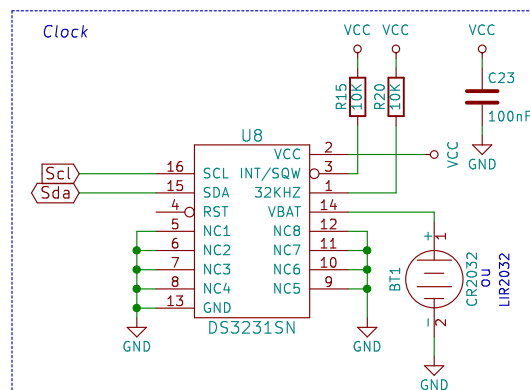 Clock
VCC
VCC
VCC
R15
10K
R20
10K
C23
100nF
GND
U8
VCC 2
VCC
Scl
16 SCL
INT/SQW 3
Sda
15 SDA
32KHZ 1
4 RST
VBAT 14
5 NC1
NC8 12
6 NC2
NC7 11
7 NC3
NC6 10
8 NC4
NC5 9
13 GND
DS3231SN
GND
GND
BT1
+ 1
- 2
CR2032
ou
LIR2032
GND